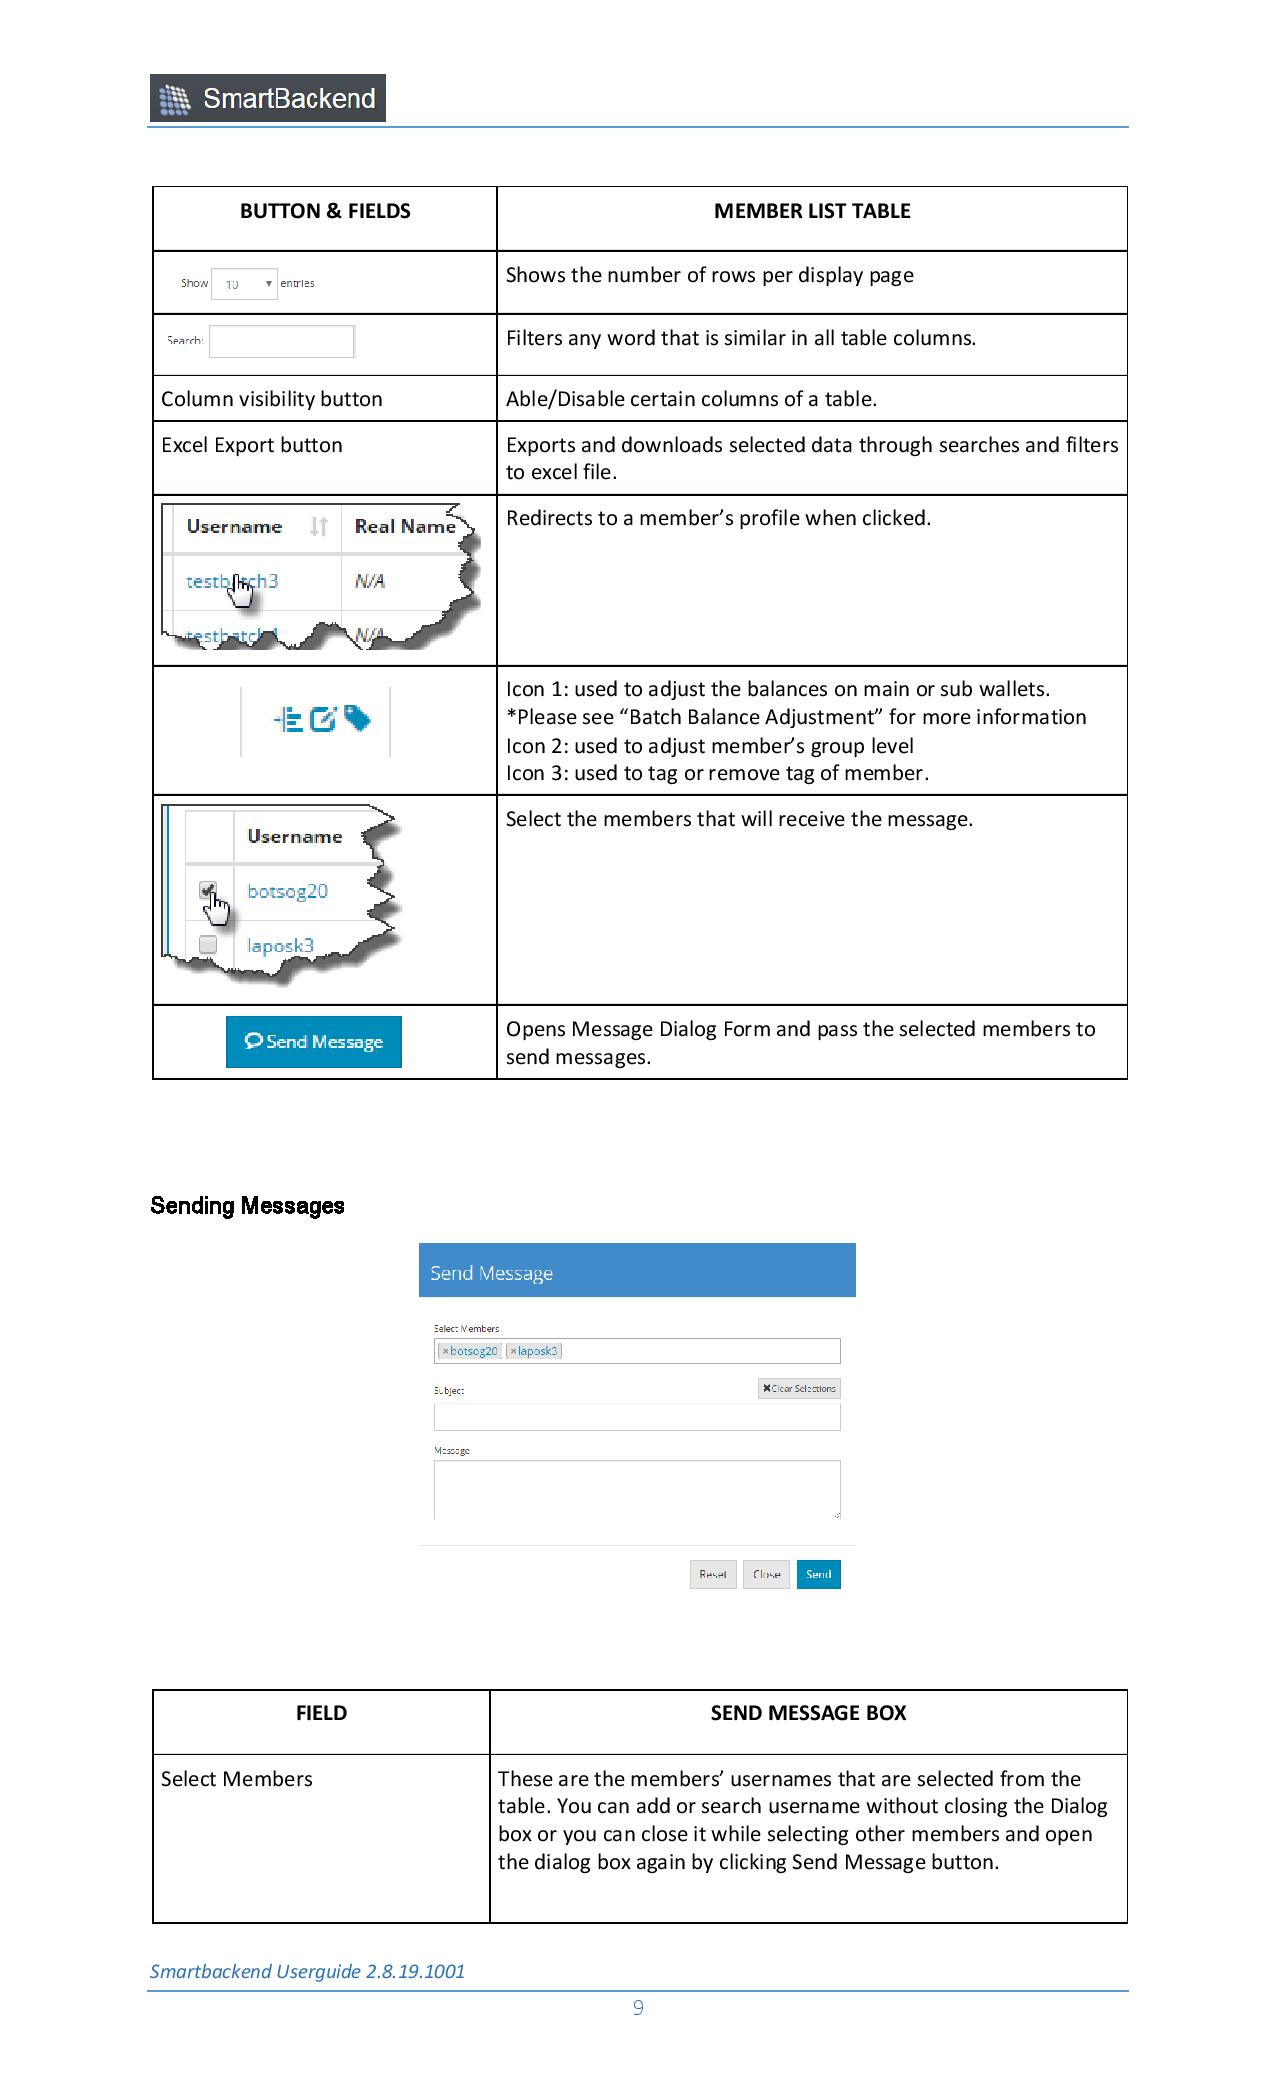 SmartBackend
BUTTON & FIELDS
MEMBER LIST TABLE
Show 10 entries
Shows the number of rows per display page
Search:
Filters any word that is similar in all table columns.
Column visibility button
Able/Disable certain columns of a table.
Excel Export button
Exports and downloads selected data through searches and filters
to excel file.
Username Real Name
testbatch3 N/A
testbatch4 N/A
Redirects to a member’s profile when clicked.
Icon 1: used to adjust the balances on main or sub wallets.
*Please see “Batch Balance Adjustment” for more information
Icon 2: used to adjust member’s group level
Icon 3: used to tag or remove tag of member.
Username
botsog20
laposk3
Select the members that will receive the message.
Send Message
Opens Message Dialog Form and pass the selected members to
send messages.
Sending Messages
Send Message
Select Members
×botsog20 ×laposk3
Subject
Clear Selections
Message
Reset Close Send
FIELD
SEND MESSAGE BOX
Select Members
These are the members’ usernames that are selected from the
table. You can add or search username without closing the Dialog
box or you can close it while selecting other members and open
the dialog box again by clicking Send Message button.
Smartbackend Userguide 2.8.19.1001
9